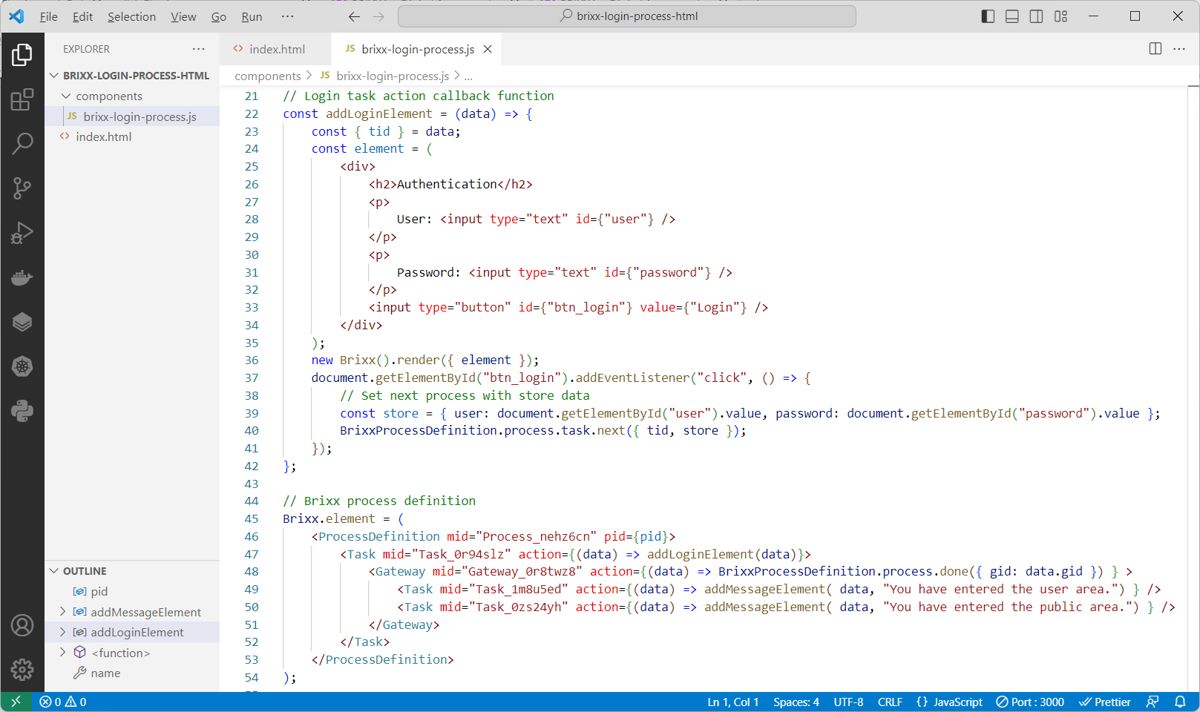 File Edit Selection View Go Run ··· brixx-login-process-html
EXPLORER ···
BRIXX-LOGIN-PROCESS-HTML
components
JS brixx-login-process.js
<> index.html
<> index.html JS brixx-login-process.js
components > JS brixx-login-process.js > ...
21 // Login task action callback function
22 const addLoginElement = (data) => {
23 const { tid } = data;
24 const element = (
25 <div>
26 <h2>Authentication</h2>
27 <p>
28 User: <input type="text" id={"user"} />
29 </p>
30 <p>
31 Password: <input type="text" id={"password"} />
32 </p>
33 <input type="button" id={"btn_login"} value={"Login"} />
34 </div>
35 );
36 new Brixx().render({ element });
37 document.getElementById("btn_login").addEventListener("click", () => {
38 // Set next process with store data
39 const store = { user: document.getElementById("user").value, password: document.getElementById("password").value };
40 BrixxProcessDefinition.process.task.next({ tid, store });
41 });
42 };
43
44 // Brixx process definition
45 Brixx.element = (
46 <ProcessDefinition mid="Process_nehz6cn" pid={pid}>
47 <Task mid="Task_0r94slz" action={(data) => addLoginElement(data)}>
48 <Gateway mid="Gateway_0r8twz8" action={(data) => BrixxProcessDefinition.process.done({ gid: data.gid }) } >
49 <Task mid="Task_1m8u5ed" action={(data) => addMessageElement( data, "You have entered the user area.") } />
50 <Task mid="Task_0zs24yh" action={(data) => addMessageElement( data, "You have entered the public area.") } />
51 </Gateway>
52 </Task>
53 </ProcessDefinition>
54 );
OUTLINE
pid
addMessageElement
addLoginElement
<function>
name
0 0 Ln 1, Col 1 Spaces: 4 UTF-8 CRLF {} JavaScript Port : 3000 Prettier